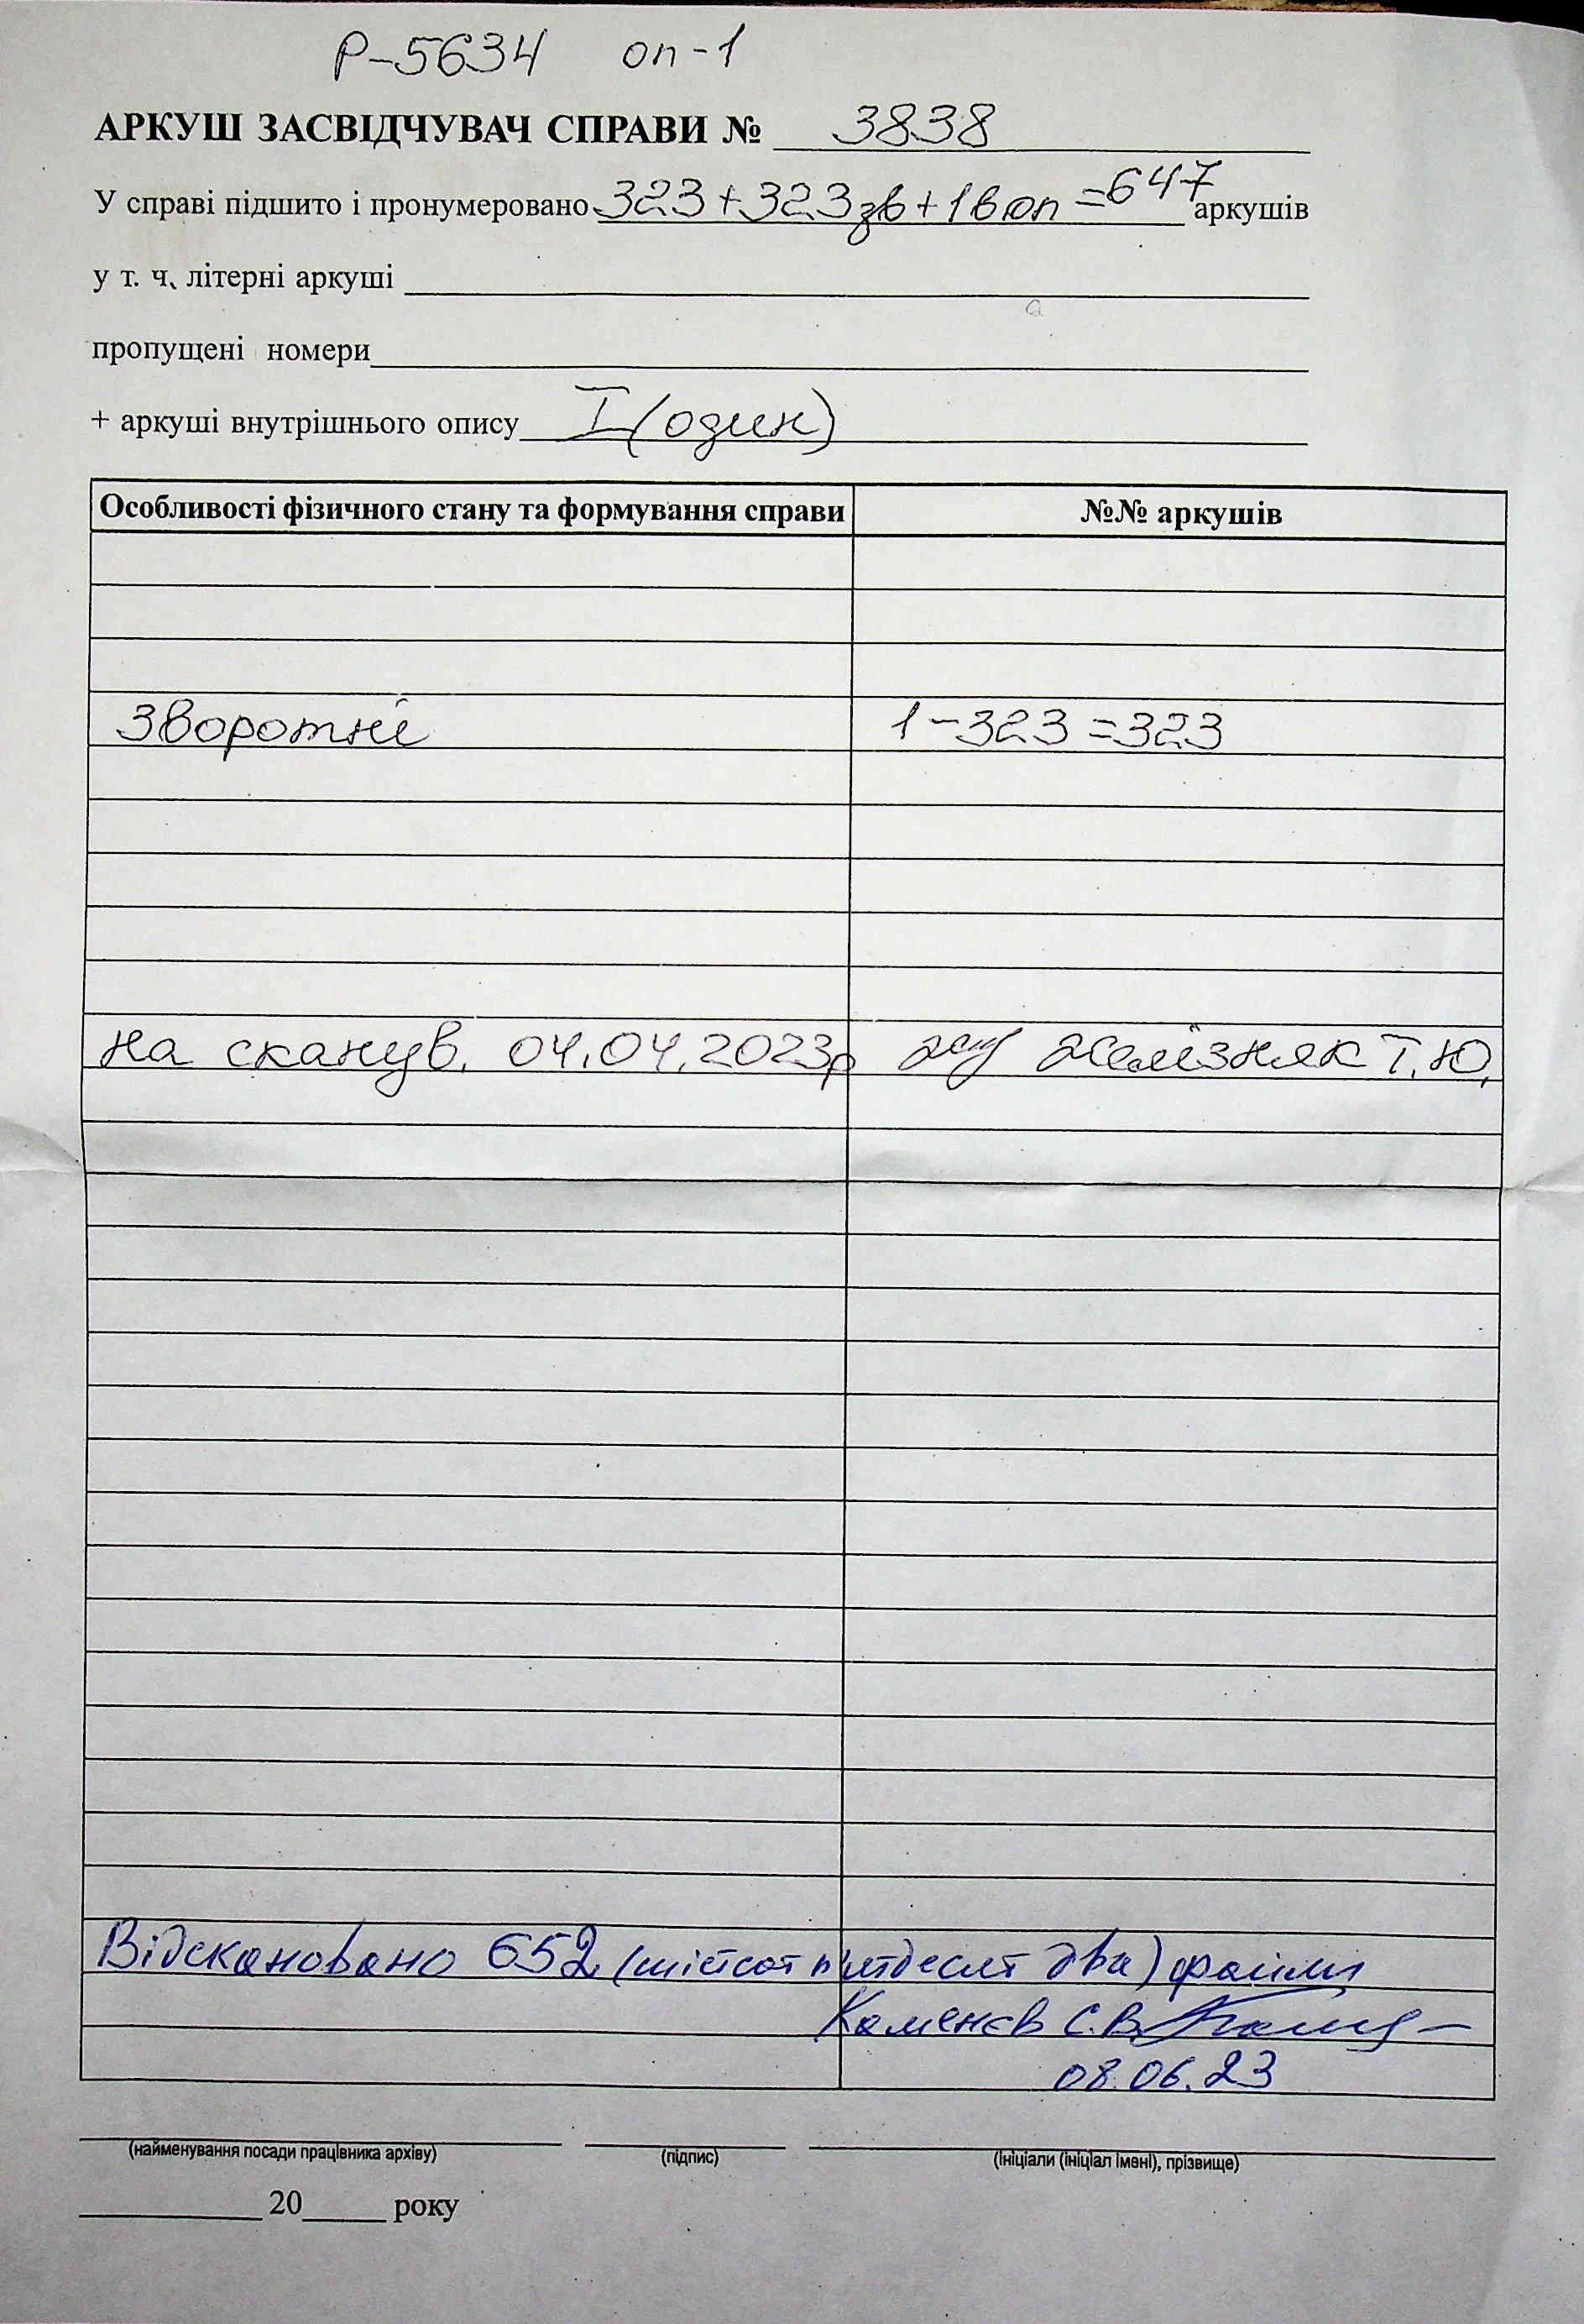 Р-5634 оп-1
АРКУШ ЗАСВІДЧУВАЧ СПРАВИ № 3838
У справі підшито і пронумеровано 323+323зв+1воп=647 аркушів
у т. ч. літерні аркуші
пропущені номери
+ аркуші внутрішнього опису I (один)
Особливості фізичного стану та формування справи №№ аркушів
Зворотні 1-323=323
на сканув. 04.04.2023р Желізняк Т.Ю.
Відскановано 652 (шістсот п'ятдесят два) файли
Каменєв С.В.
08.06.23
(найменування посади працівника архіву) (підпис) (ініціали (ініціал імені), прізвище)
20 року